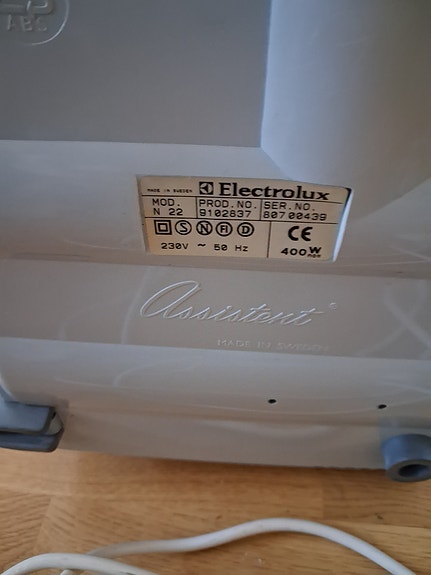 ABS
MADE IN SWEDEN Electrolux
MOD. PROD.NO. SER.NO.
N 22 9102837 80700439
S N F D CE
230V ~ 50 Hz 400W
Assistent®
MADE IN SWEDEN